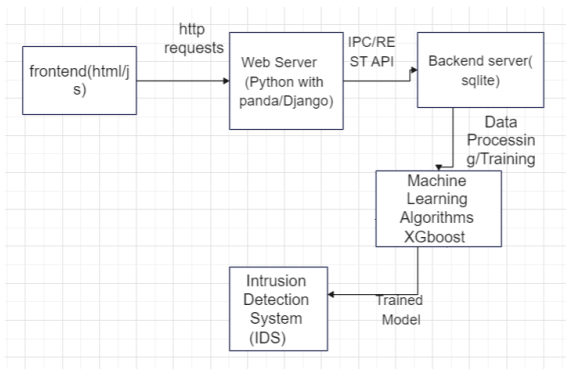 http
requests
frontend(html/j
s)
Web Server
(Python with
panda/Django)
IPC/RE
ST API
Backend server(
sqlite)
Data
Processin
g/Training
Machine
Learning
Algorithms
XGboost
Trained
Model
Intrusion
Detection
System
(IDS)